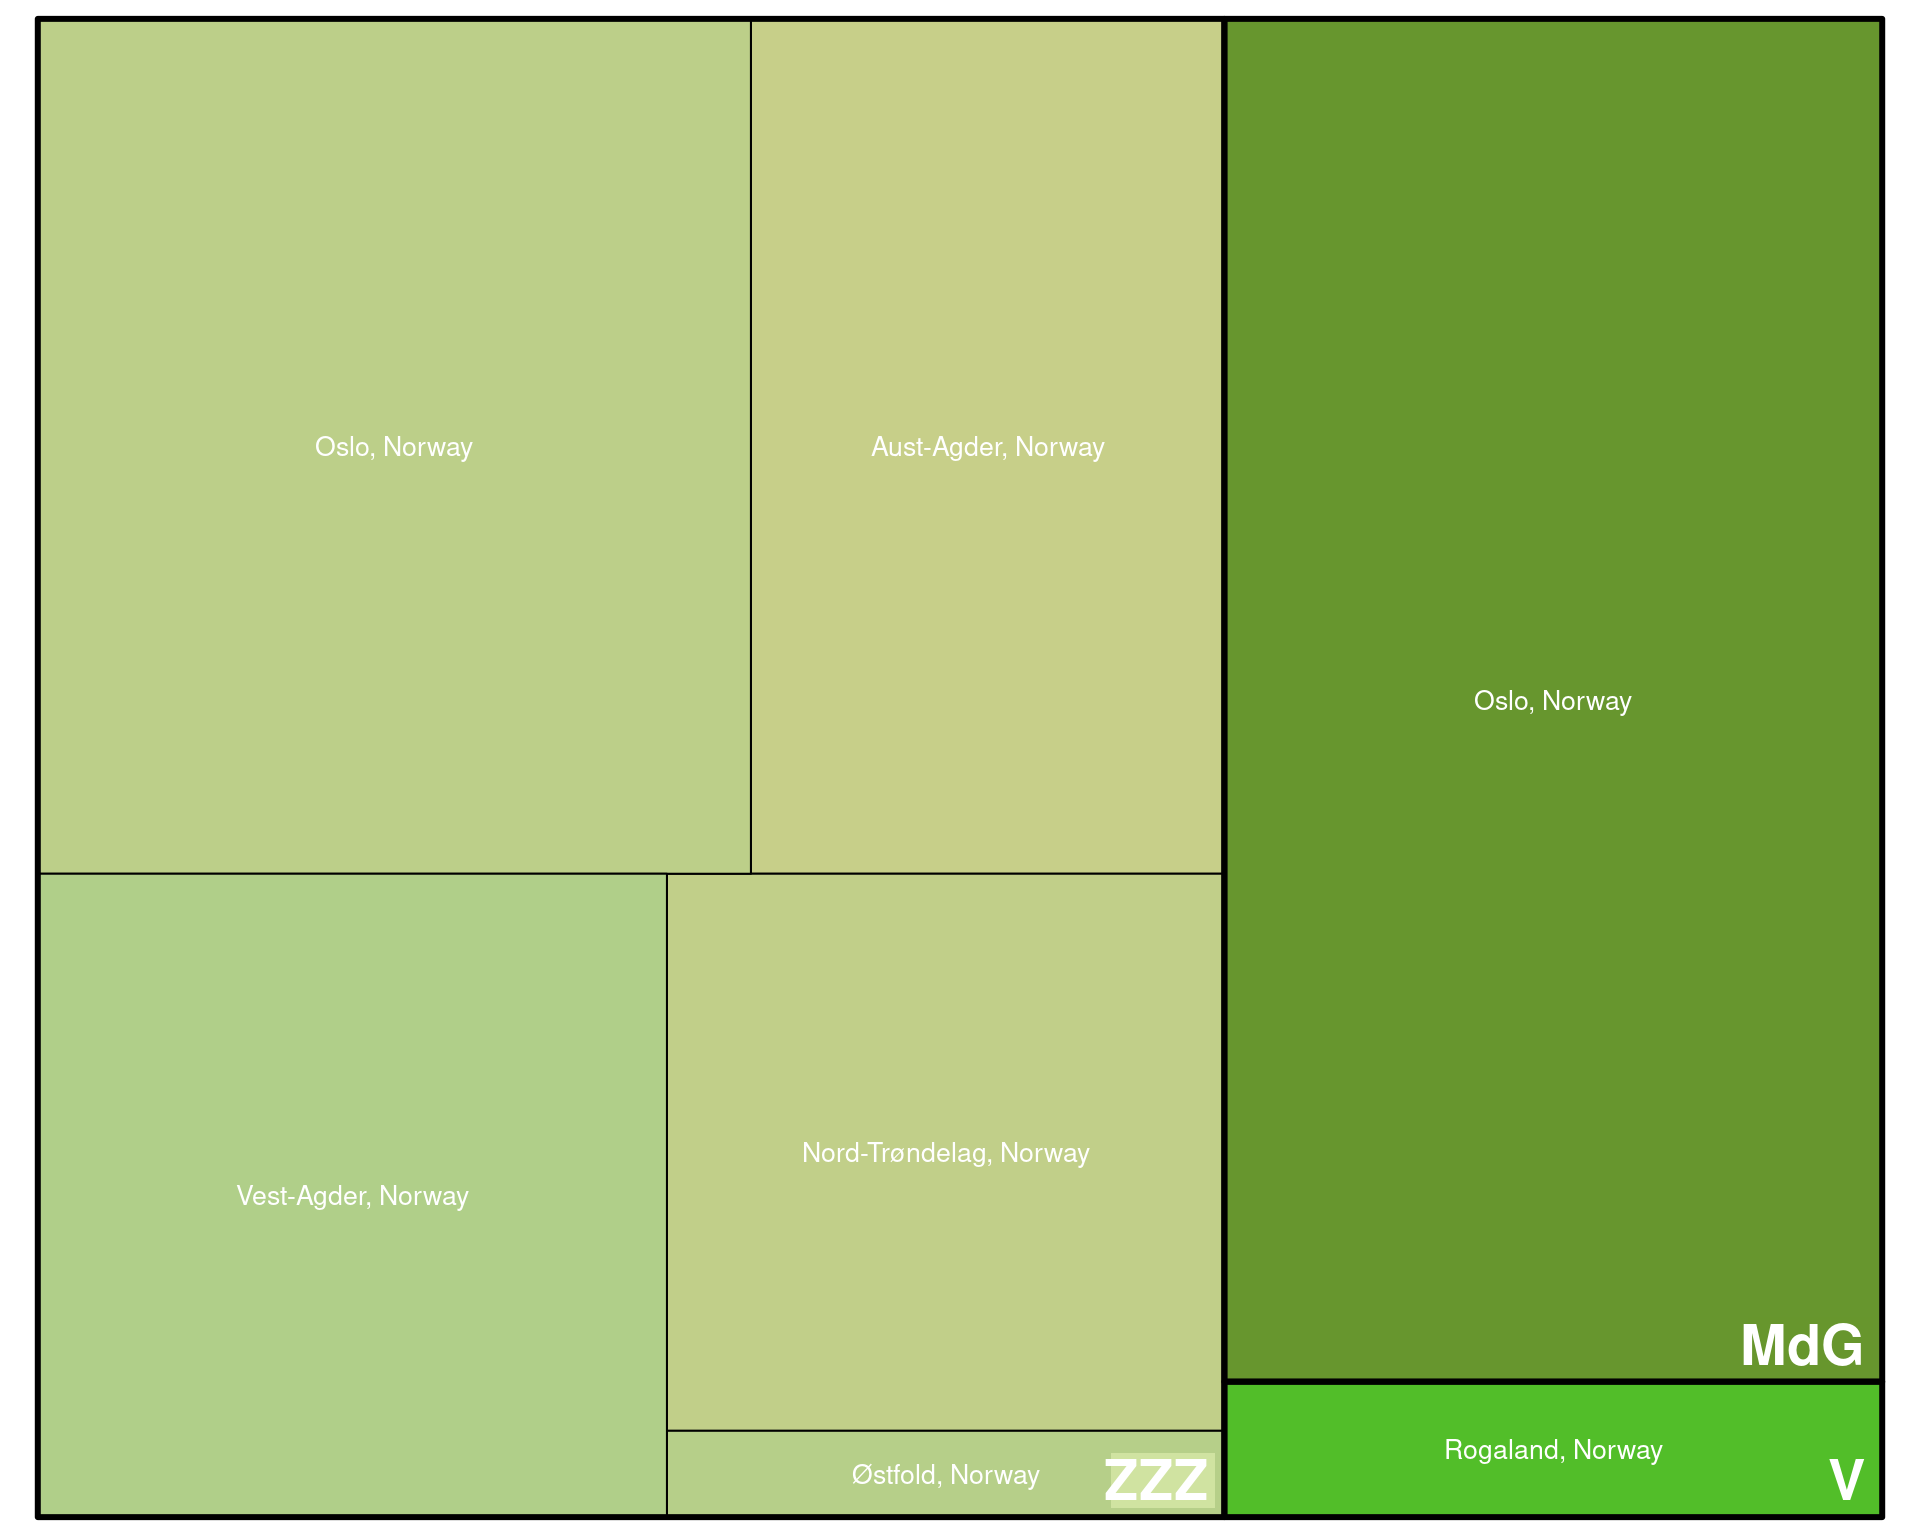 Oslo, Norway
Aust-Agder, Norway
Oslo, Norway
Vest-Agder, Norway
Nord-Trøndelag, Norway
MdG
Østfold, Norway
ZZZ
Rogaland, Norway
V